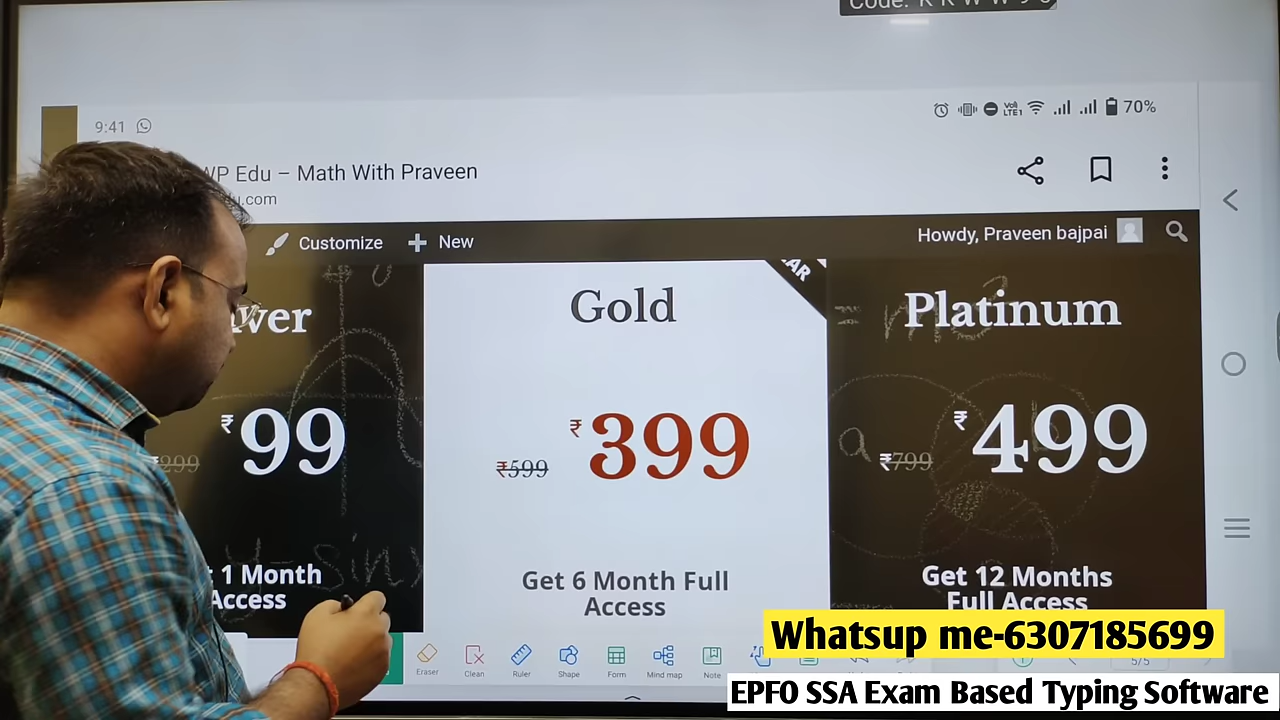 9:41
70%
WP Edu – Math With Praveen
.com
Customize
New
Howdy, Praveen bajpai
Gold
Platinum
₹99
₹599
₹399
₹799
₹499
1 Month
Access
Get 6 Month Full
Access
Get 12 Months
Full Access
Eraser
Clean
Ruler
Shape
Form
Mind map
Note
5/5
Whatsup me-6307185699
EPFO SSA Exam Based Typing Software